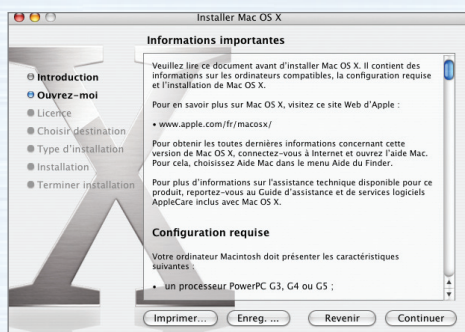 Installer Mac OS X
Informations importantes
Introduction
Ouvrez-moi
Licence
Choisir destination
Type d'installation
Installation
Terminer installation
Veuillez lire ce document avant d'installer Mac OS X. Il contient des
informations sur les ordinateurs compatibles, la configuration requise
et l'installation de Mac OS X.
Pour en savoir plus sur Mac OS X, visitez ce site Web d'Apple :
• www.apple.com/fr/macosx/
Pour obtenir les toutes dernières informations concernant cette
version de Mac OS X, connectez-vous à Internet et ouvrez l'aide Mac.
Pour cela, choisissez Aide Mac dans le menu Aide du Finder.
Pour plus d'informations sur l'assistance technique disponible pour ce
produit, reportez-vous au Guide d'assistance et de services logiciels
AppleCare inclus avec Mac OS X.
Configuration requise
Votre ordinateur Macintosh doit présenter les caractéristiques
suivantes :
• un processeur PowerPC G3, G4 ou G5 ;
Imprimer... Enreg. ... Revenir Continuer